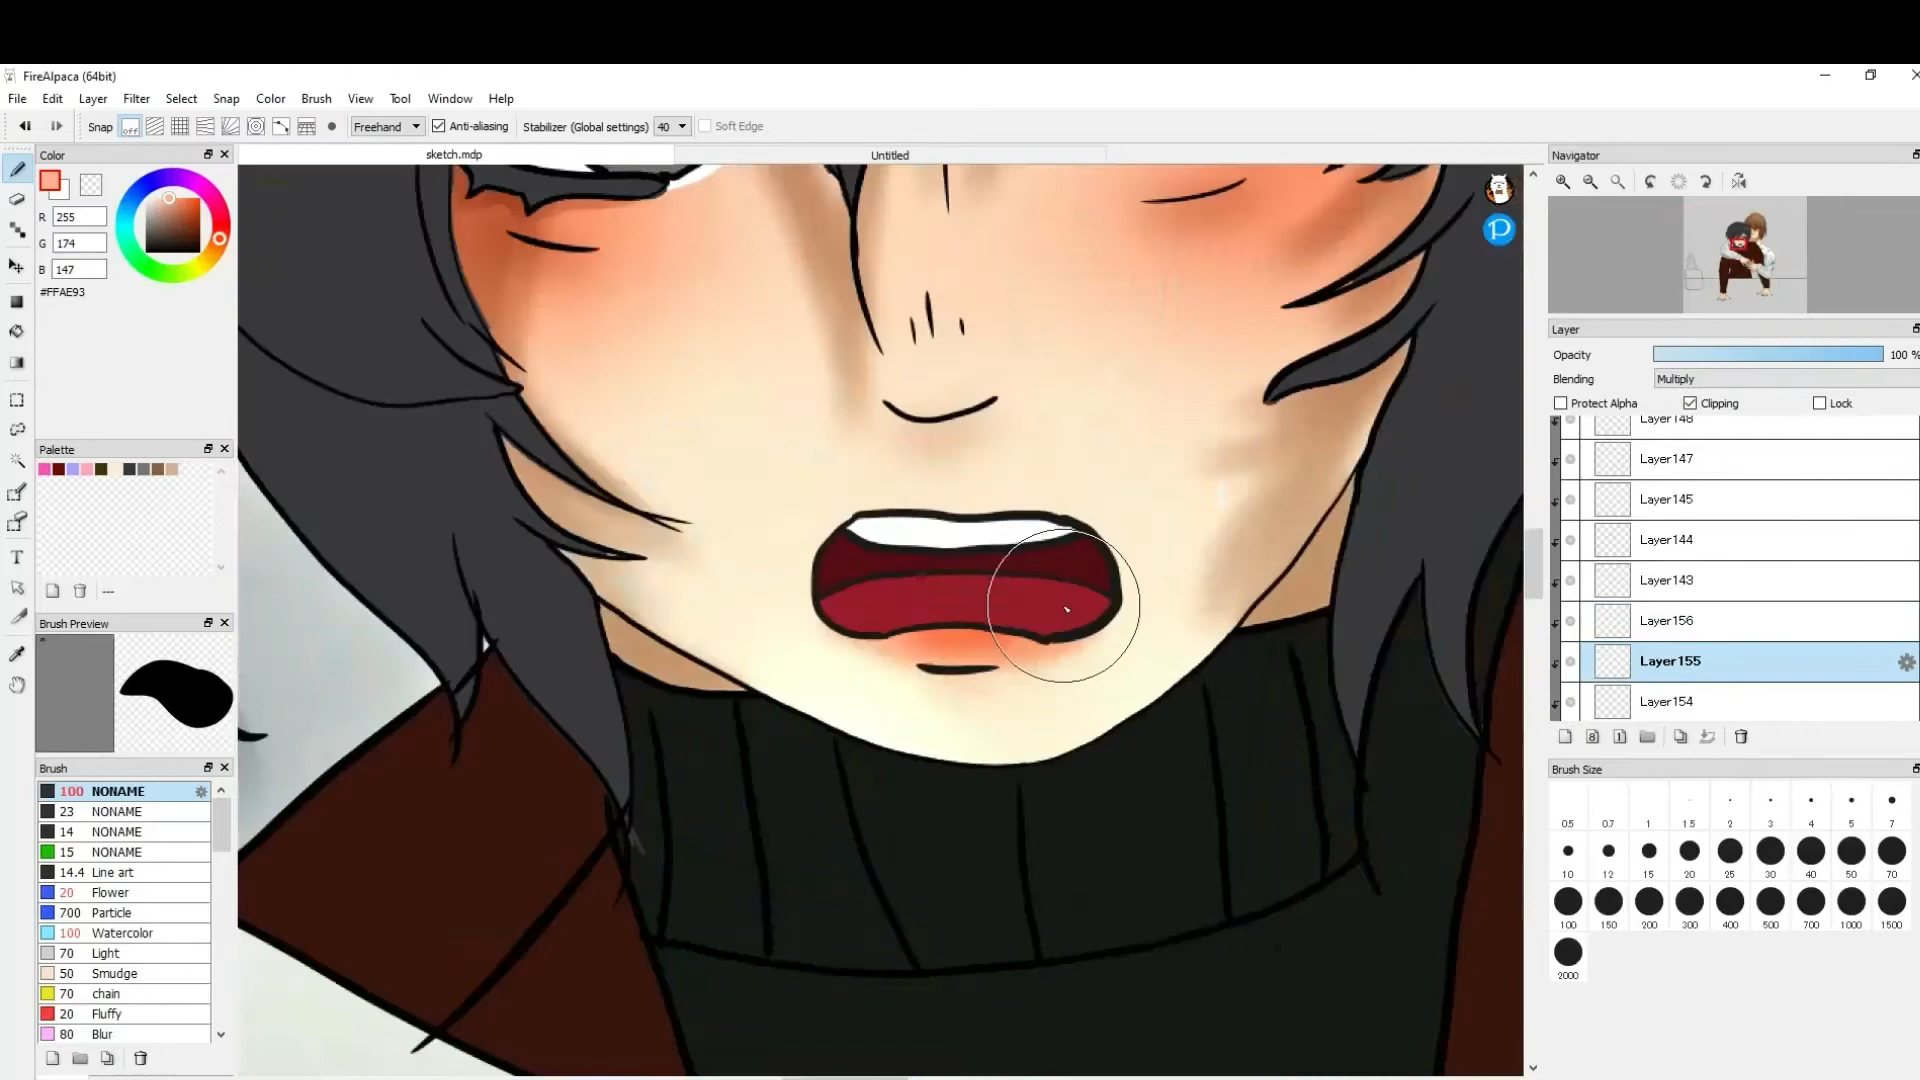 FireAlpaca (64bit)
File Edit Layer Filter Select Snap Color Brush View Tool Window Help
Snap off Freehand Anti-aliasing Stabilizer (Global settings) 40 Soft Edge
Color
sketch.mdp
Untitled
Navigator
R 255
G 174
B 147
#FFAE93
P
Layer
Opacity 100 %
Blending Multiply
Protect Alpha Clipping Lock
Layer148
Layer147
Layer145
Layer144
Layer143
Layer156
Layer155
Layer154
Palette
---
Brush Preview
*
Brush
100 NONAME
23 NONAME
14 NONAME
15 NONAME
14.4 Line art
20 Flower
700 Particle
100 Watercolor
70 Light
50 Smudge
70 chain
20 Fluffy
80 Blur
T
8 1
Brush Size
0.5 0.7 1 1.5 2 3 4 5 7
10 12 15 20 25 30 40 50 70
100 150 200 300 400 500 700 1000 1500
2000